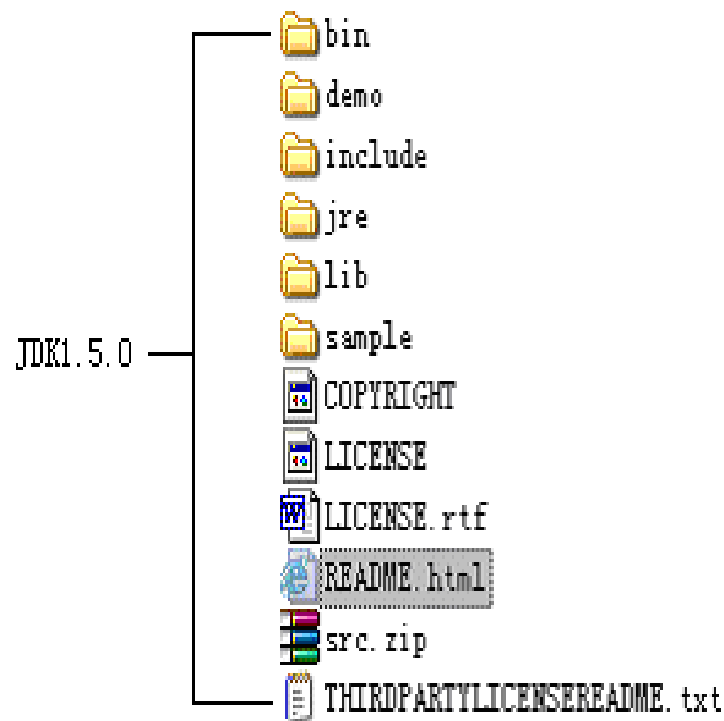 bin
demo
include
jre
lib
sample
JDK1.5.0
COPYRIGHT
LICENSE
LICENSE.rtf
README.html
src.zip
THIRDPARTYLICENSEREADME.txt